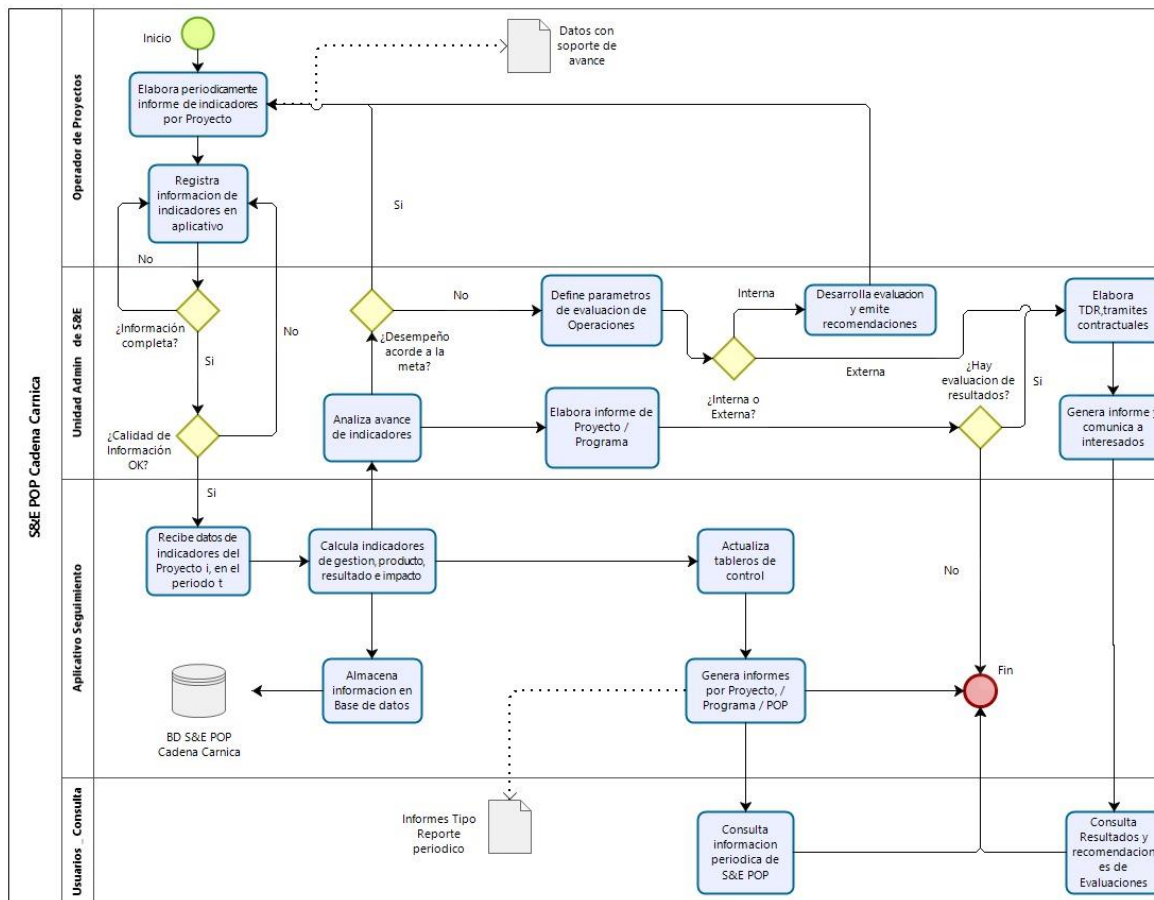 S&E POP Cadena Carnica
Operador de Proyectos
Inicio
Datos con
soporte de
avance
Elabora periodicamente
informe de indicadores
por Proyecto
Registra
informacion de
indicadores en
aplicativo
Si
No
Unidad Admin de S&E
¿Información
completa?
No
Si
¿Calidad de
Información
OK?
Si
¿Desempeño
acorde a la
meta?
No
Define parametros
de evaluacion de
Operaciones
Interna
¿Interna o
Externa?
Externa
Desarrolla evaluacion
y emite
recomendaciones
Elabora
TDR,tramites
contractuales
¿Hay
evaluacion de
resultados?
Si
Analiza avance
de indicadores
Elabora informe de
Proyecto /
Programa
Genera informe y
comunica a
interesados
Aplicativo Seguimiento
Recibe datos de
indicadores del
Proyecto i, en el
periodo t
Calcula indicadores
de gestion, producto,
resultado e impacto
Actualiza
tableros de
control
No
Almacena
informacion en
Base de datos
BD S&E POP
Cadena Carnica
Genera informes
por Proyecto, /
Programa / POP
Fin
Usuarios _ Consulta
Informes Tipo
Reporte
periodico
Consulta
informacion
periodica de
S&E POP
Consulta
Resultados y
recomendacion
es de
Evaluaciones